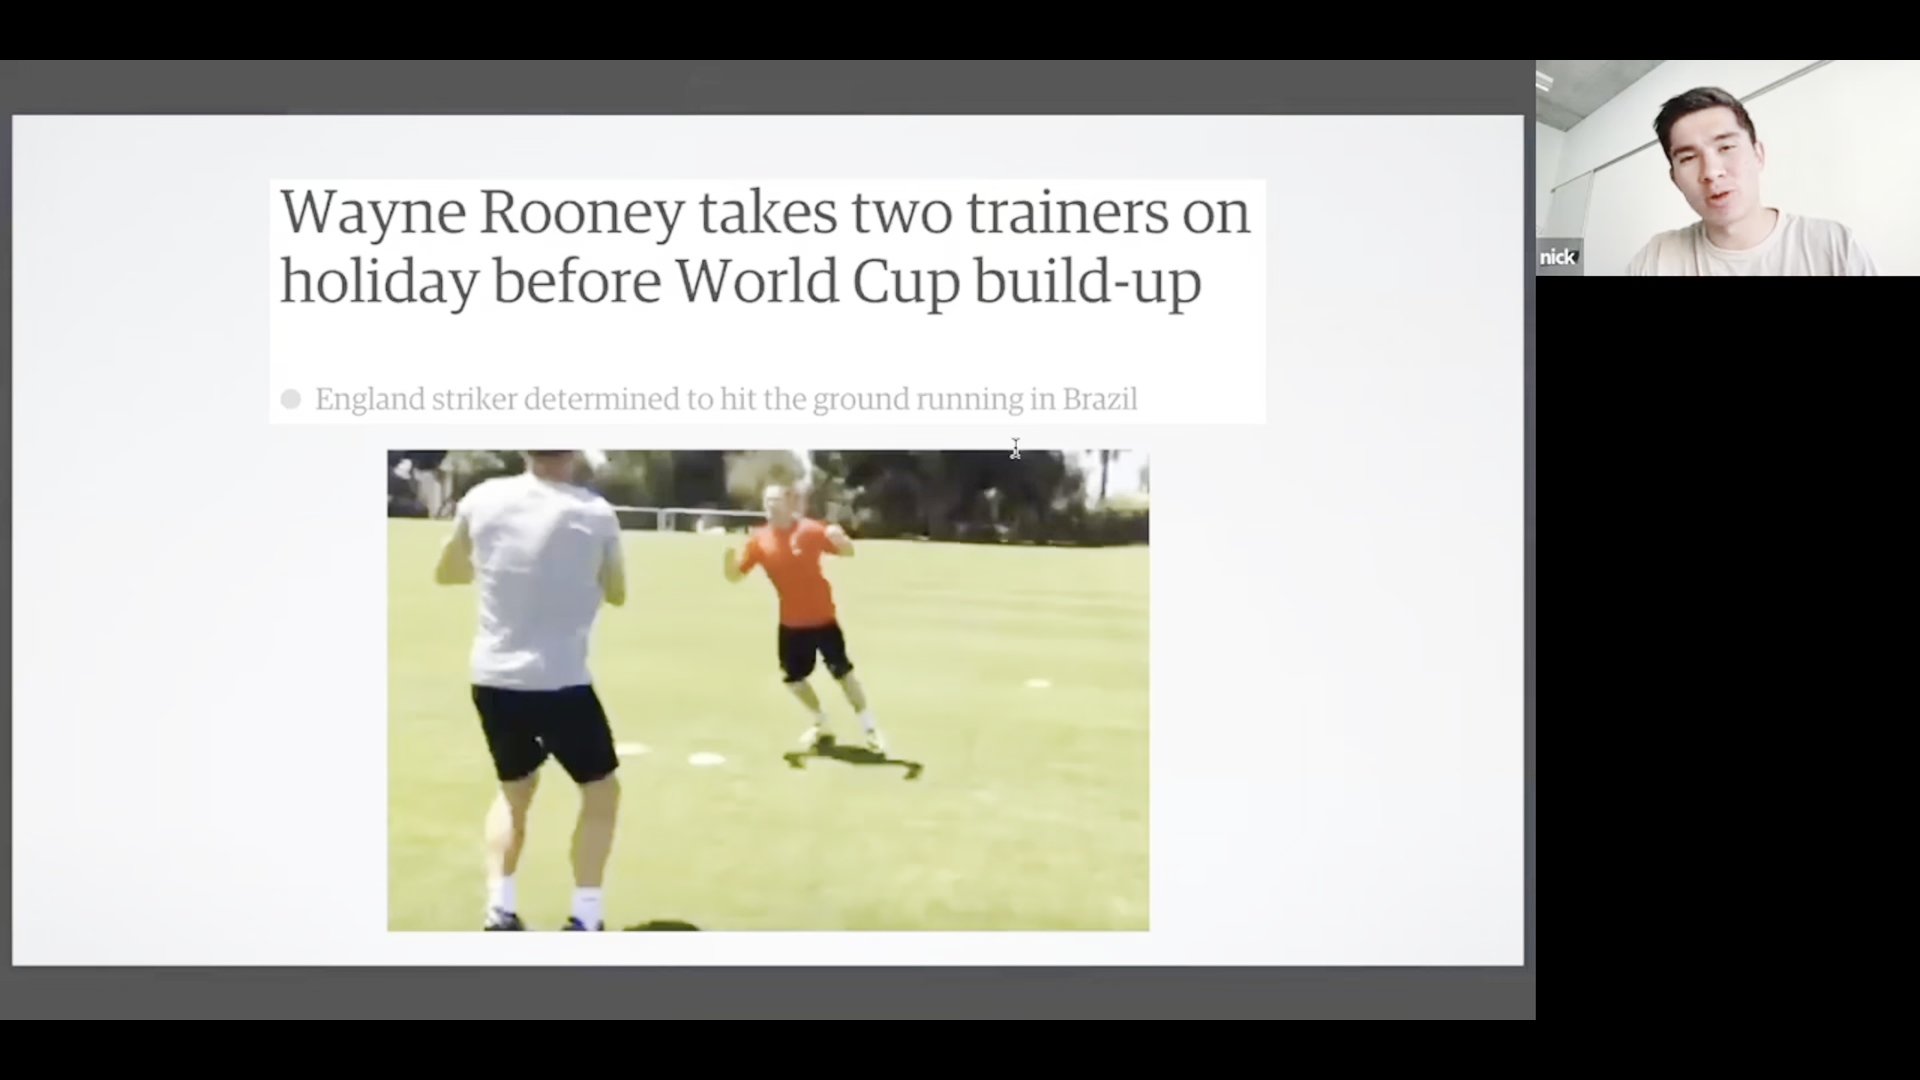 Wayne Rooney takes two trainers on
holiday before World Cup build-up
England striker determined to hit the ground running in Brazil
nick